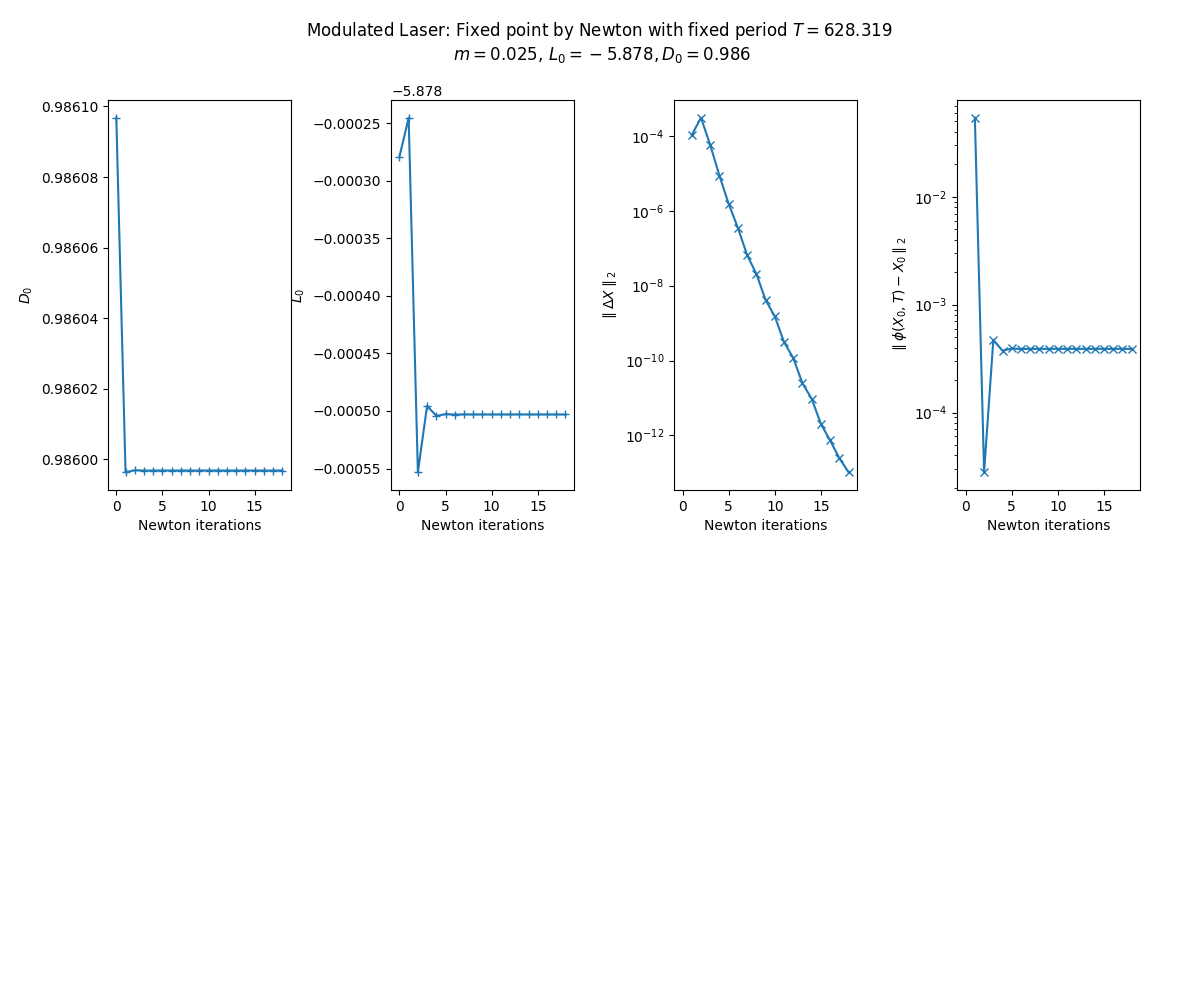 Modulated Laser: Fixed point by Newton with fixed period T = 628.319
m = 0.025, L₀ = −5.878, D₀ = 0.986
0.98610
0.98608
0.98606
0.98604
0.98602
0.98600
D₀
0 5 10 15
Newton iterations
−5.878
−0.00025
−0.00030
−0.00035
−0.00040
−0.00045
−0.00050
−0.00055
L₀
0 5 10 15
Newton iterations
10⁻⁴
10⁻⁶
10⁻⁸
10⁻¹⁰
10⁻¹²
‖ ΔX ‖₂
0 5 10 15
Newton iterations
10⁻²
10⁻³
10⁻⁴
‖ ϕ(X₀, T) − X₀ ‖₂
0 5 10 15
Newton iterations